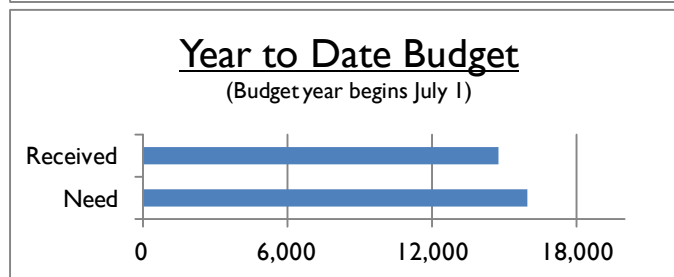 Year to Date Budget
(Budget year begins July 1)
Received
Need
0 6,000 12,000 18,000